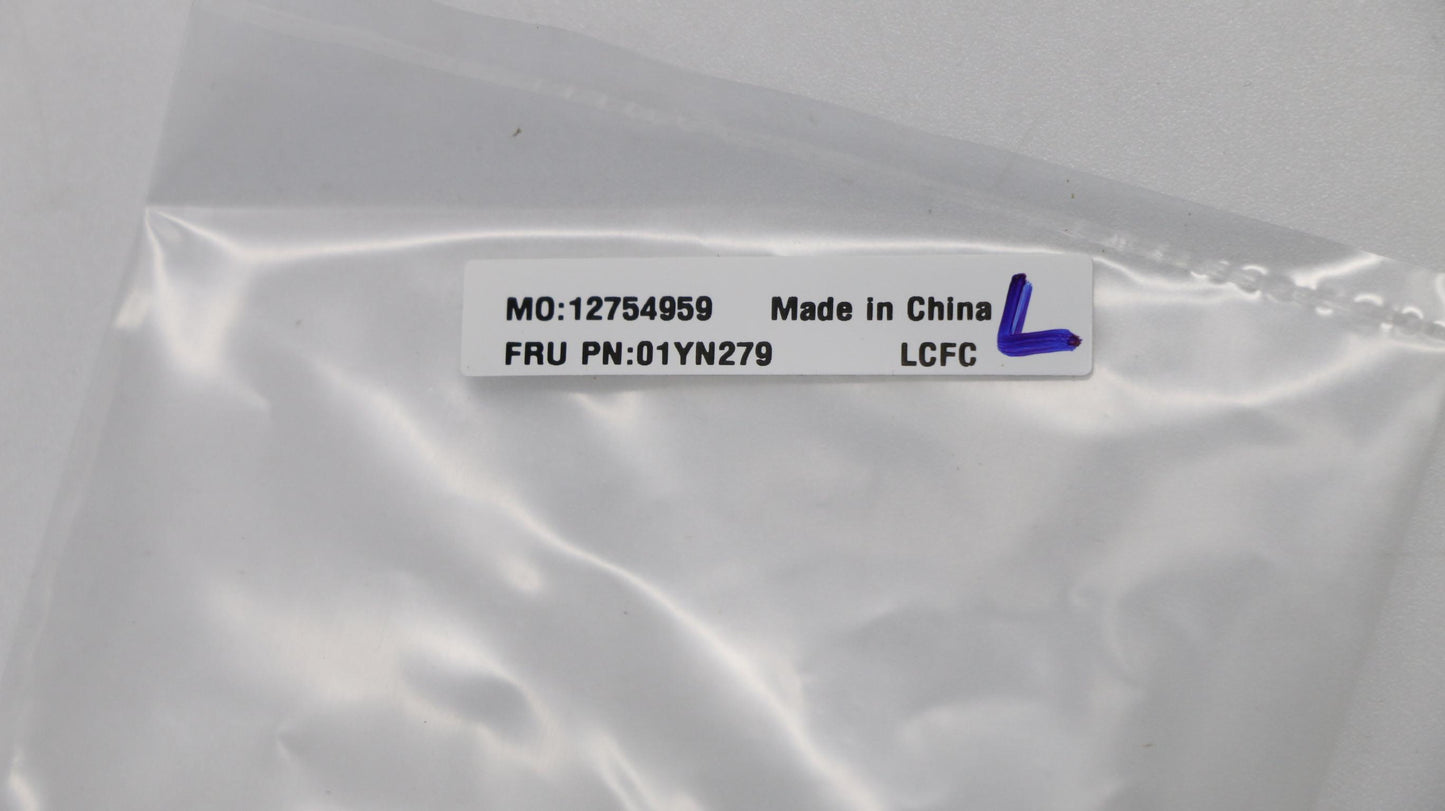 MO:12754959 Made in China L
FRU PN:01YN279 LCFC